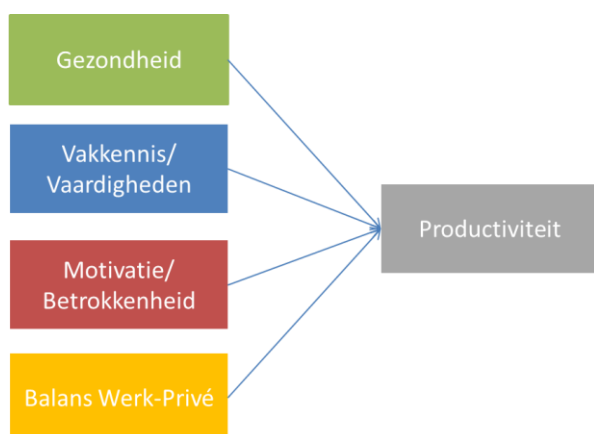 Gezondheid
Vakkennis/
Vaardigheden
Motivatie/
Betrokkenheid
Balans Werk-Privé
Productiviteit